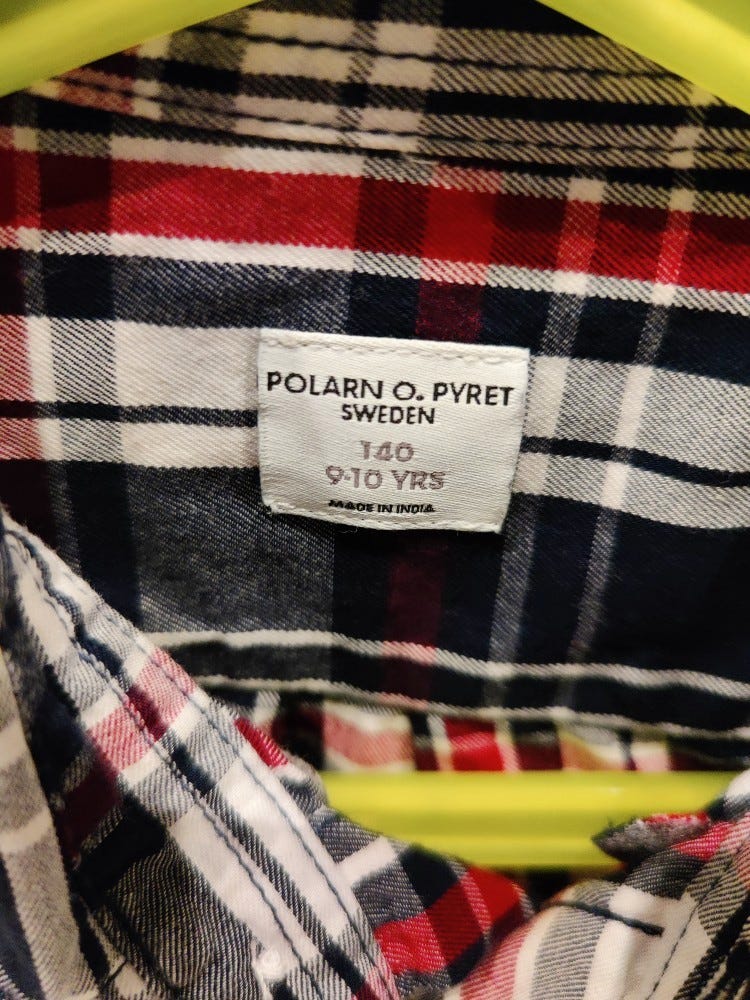 POLARN O. PYRET
SWEDEN
140
9-10 YRS
MADE IN INDIA